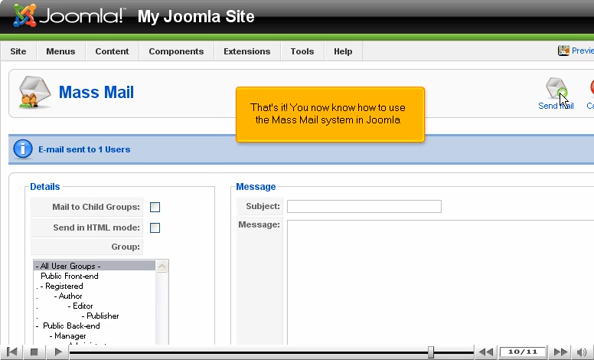 Joomla! My Joomla Site
Site Menus Content Components Extensions Tools Help Previe
Mass Mail
Send Mail
That's it! You now know how to use
the Mass Mail system in Joomla
E-mail sent to 1 Users
Details
Mail to Child Groups:
Send in HTML mode:
Group:
- All User Groups -
Public Front-end
. - Registered
. - Author
. - Editor
. - Publisher
- Public Back-end
. - Manager
Message
Subject:
Message:
10/11